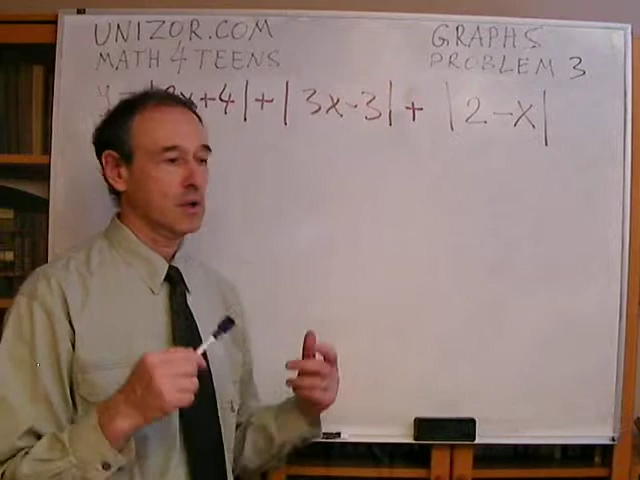 UNIZOR.COM
MATH 4 TEENS
GRAPHS
PROBLEM 3
x+4| + |3x-3| + |2-x|